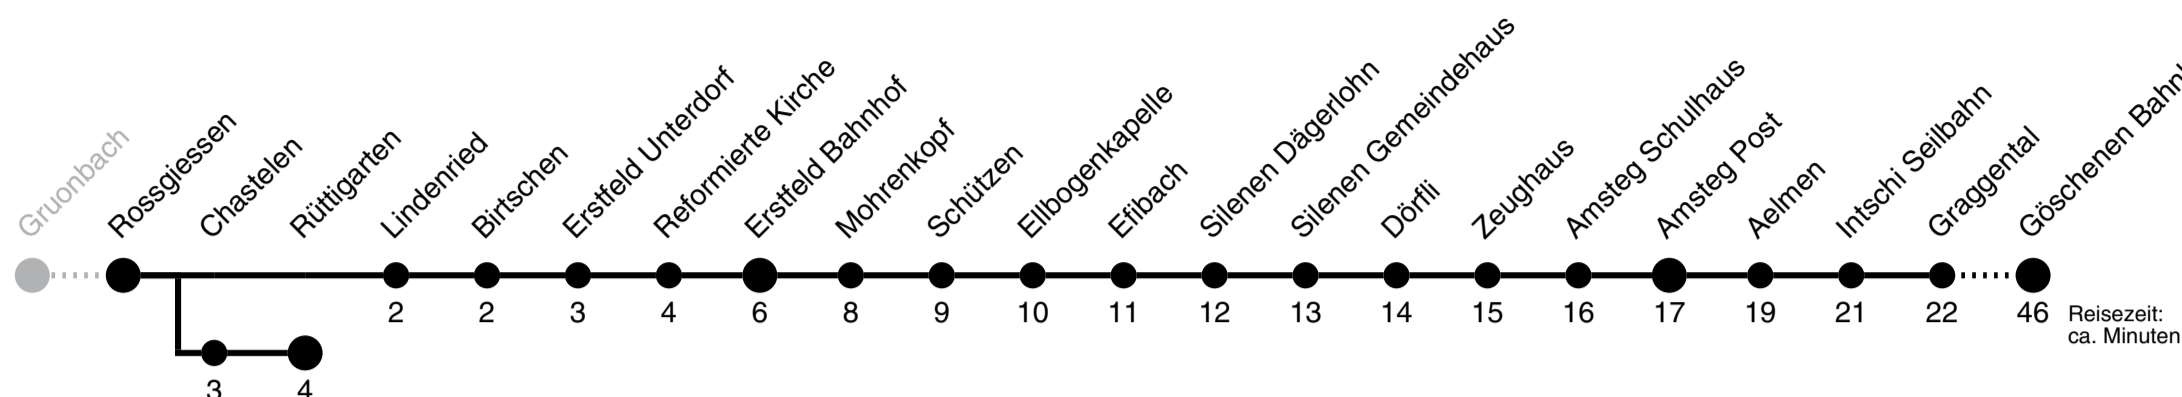 Gruonbach
Rossgiessen
Chastelen
Rüttigarten
Lindenried
Birtschen
Erstfeld Unterdorf
Reformierte Kirche
Erstfeld Bahnhof
Mohrenkopf
Schützen
Ellbogenkapelle
Efibach
Silenen Dägerlohn
Silenen Gemeindehaus
Dörfli
Zeughaus
Amsteg Schulhaus
Amsteg Post
Aelmen
Intschi Seilbahn
Graggental
Göschenen
2 2 3 4 6 8 9 10 11 12 13 14 15 16 17 19 21 22 46
Reisezeit:
ca. Minuten
3 4